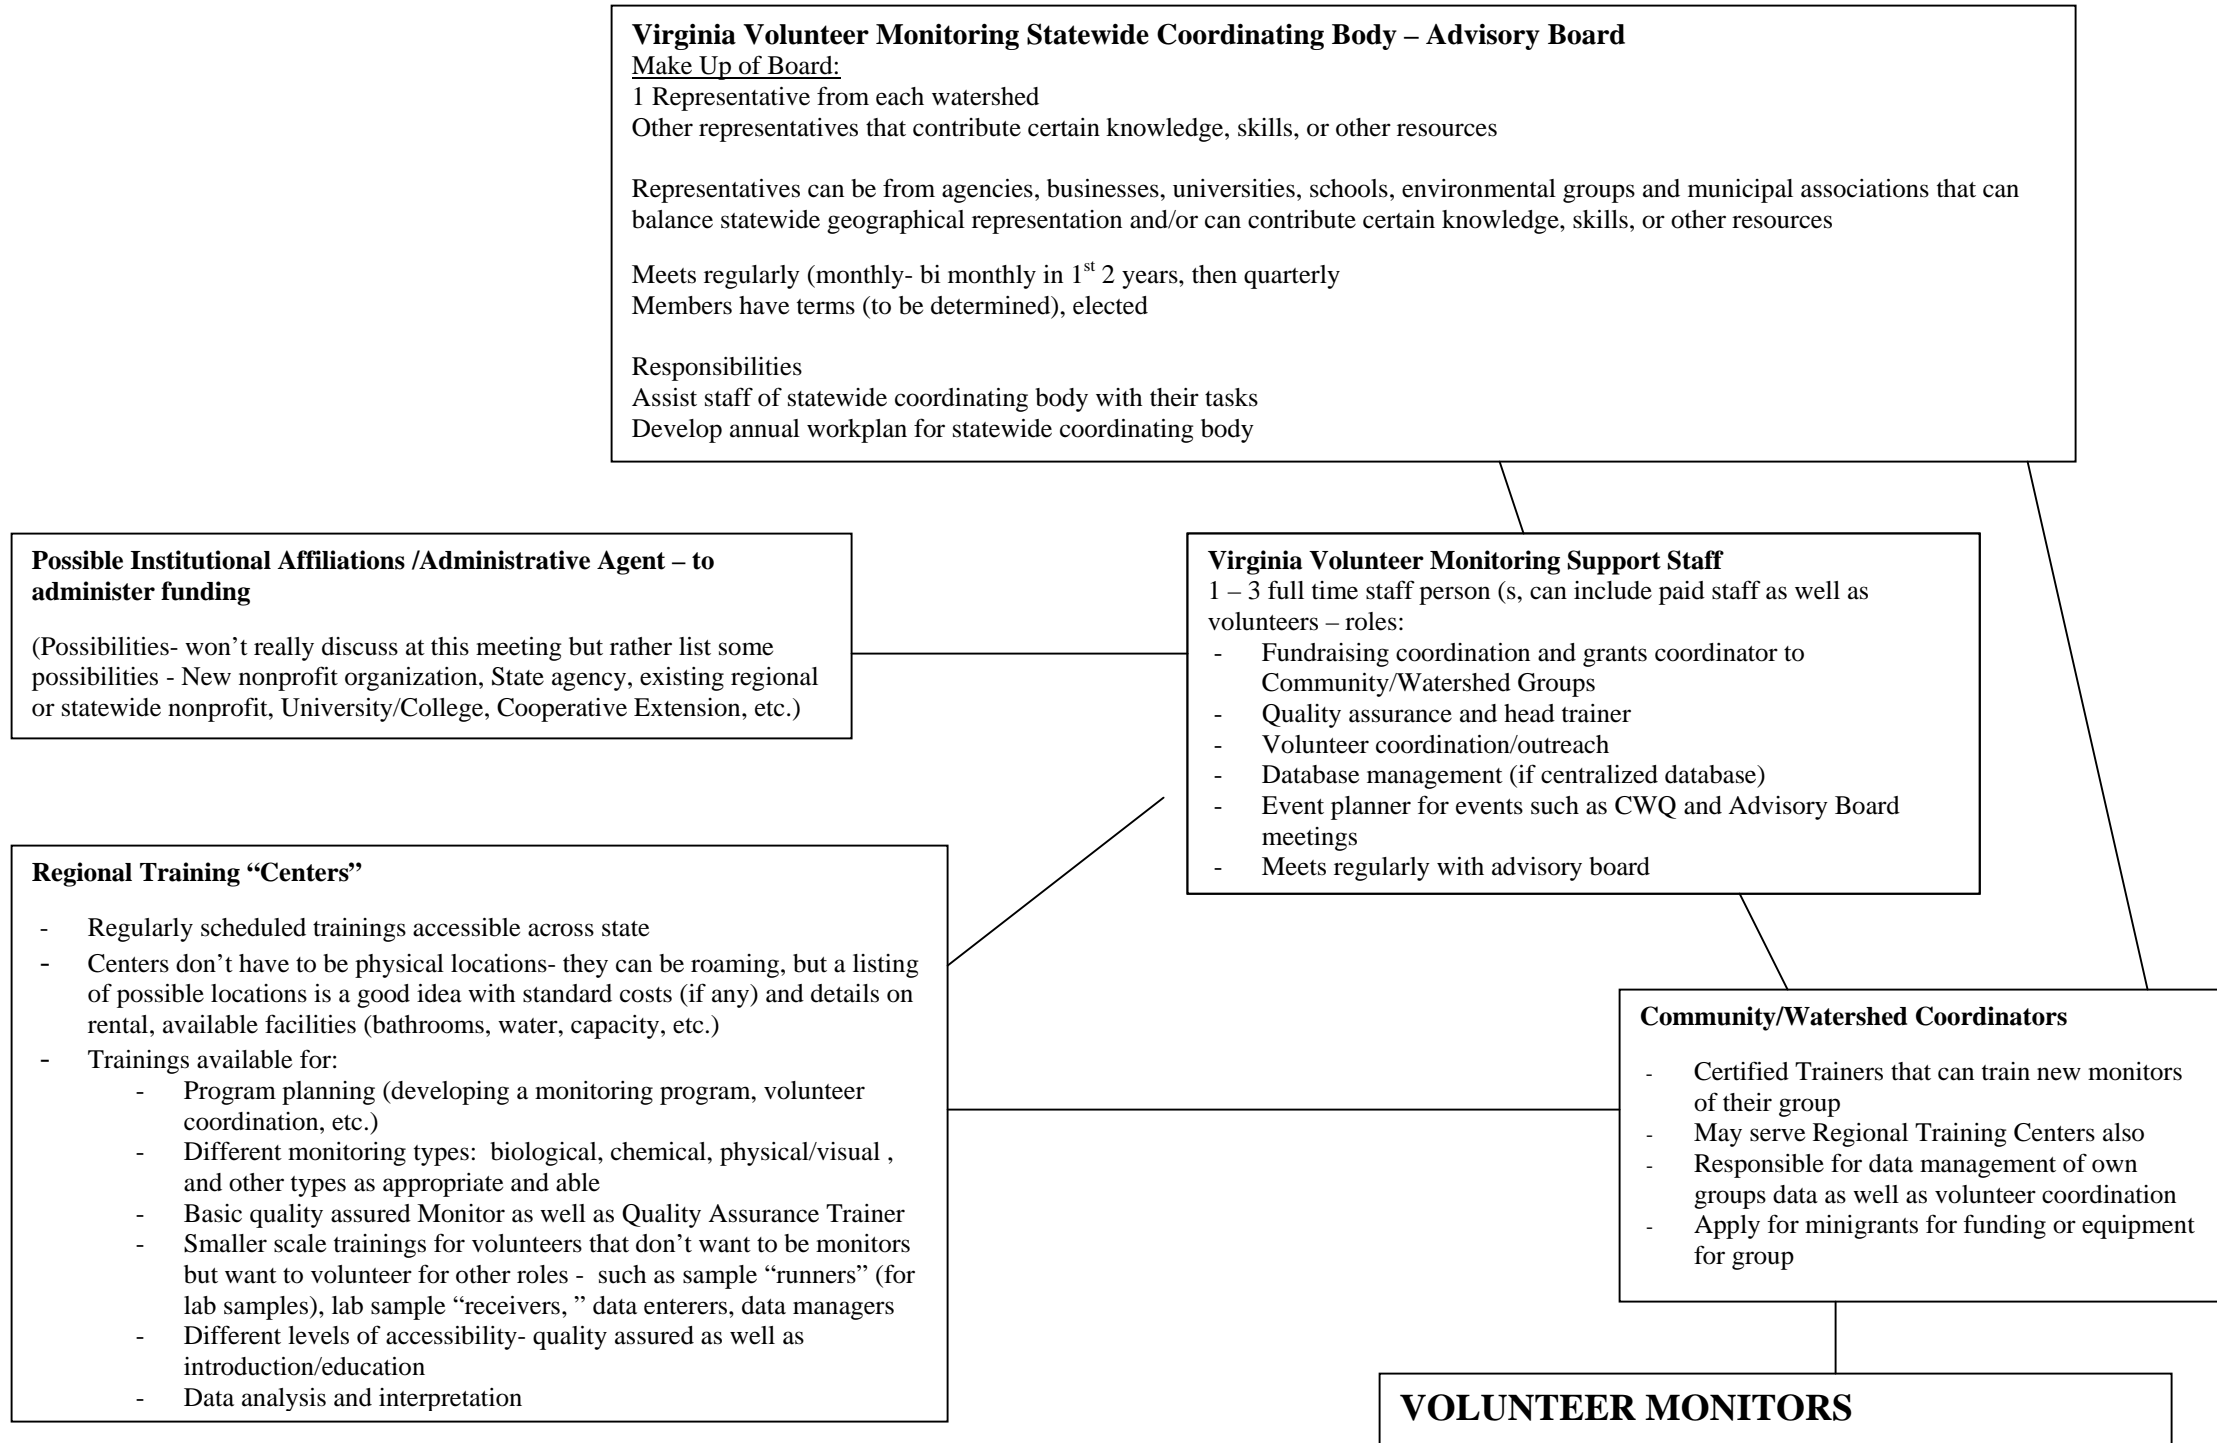 Virginia Volunteer Monitoring Statewide Coordinating Body – Advisory Board
Make Up of Board:
1 Representative from each watershed
Other representatives that contribute certain knowledge, skills, or other resources
Representatives can be from agencies, businesses, universities, schools, environmental groups and municipal associations that can
balance statewide geographical representation and/or can contribute certain knowledge, skills, or other resources
Meets regularly (monthly- bi monthly in 1st 2 years, then quarterly
Members have terms (to be determined), elected
Responsibilities
Assist staff of statewide coordinating body with their tasks
Develop annual workplan for statewide coordinating body
Possible Institutional Affiliations /Administrative Agent – to
administer funding
(Possibilities- won’t really discuss at this meeting but rather list some
possibilities - New nonprofit organization, State agency, existing regional
or statewide nonprofit, University/College, Cooperative Extension, etc.)
Virginia Volunteer Monitoring Support Staff
1 – 3 full time staff person (s, can include paid staff as well as
volunteers – roles:
- Fundraising coordination and grants coordinator to
Community/Watershed Groups
- Quality assurance and head trainer
- Volunteer coordination/outreach
- Database management (if centralized database)
- Event planner for events such as CWQ and Advisory Board
meetings
- Meets regularly with advisory board
Regional Training “Centers”
- Regularly scheduled trainings accessible across state
- Centers don’t have to be physical locations- they can be roaming, but a listing
of possible locations is a good idea with standard costs (if any) and details on
rental, available facilities (bathrooms, water, capacity, etc.)
- Trainings available for:
- Program planning (developing a monitoring program, volunteer
coordination, etc.)
- Different monitoring types:  biological, chemical, physical/visual ,
and other types as appropriate and able
- Basic quality assured Monitor as well as Quality Assurance Trainer
- Smaller scale trainings for volunteers that don’t want to be monitors
but want to volunteer for other roles -  such as sample “runners” (for
lab samples), lab sample “receivers, ” data enterers, data managers
- Different levels of accessibility- quality assured as well as
introduction/education
- Data analysis and interpretation
Community/Watershed Coordinators
- Certified Trainers that can train new monitors
of their group
- May serve Regional Training Centers also
- Responsible for data management of own
groups data as well as volunteer coordination
- Apply for minigrants for funding or equipment
for group
VOLUNTEER MONITORS